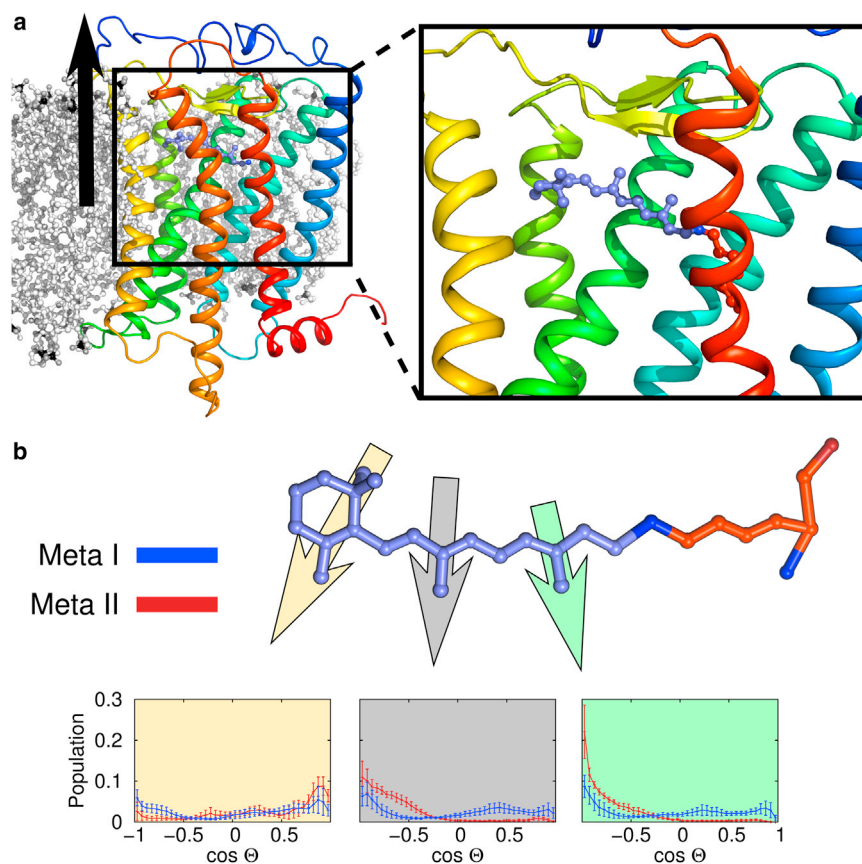 a
b
Meta I
Meta II
Population
0.3
0.2
0.1
0
−1 −0.5 0 0.5
cos Θ
−0.5 0 0.5
cos Θ
−0.5 0 0.5 1
cos Θ